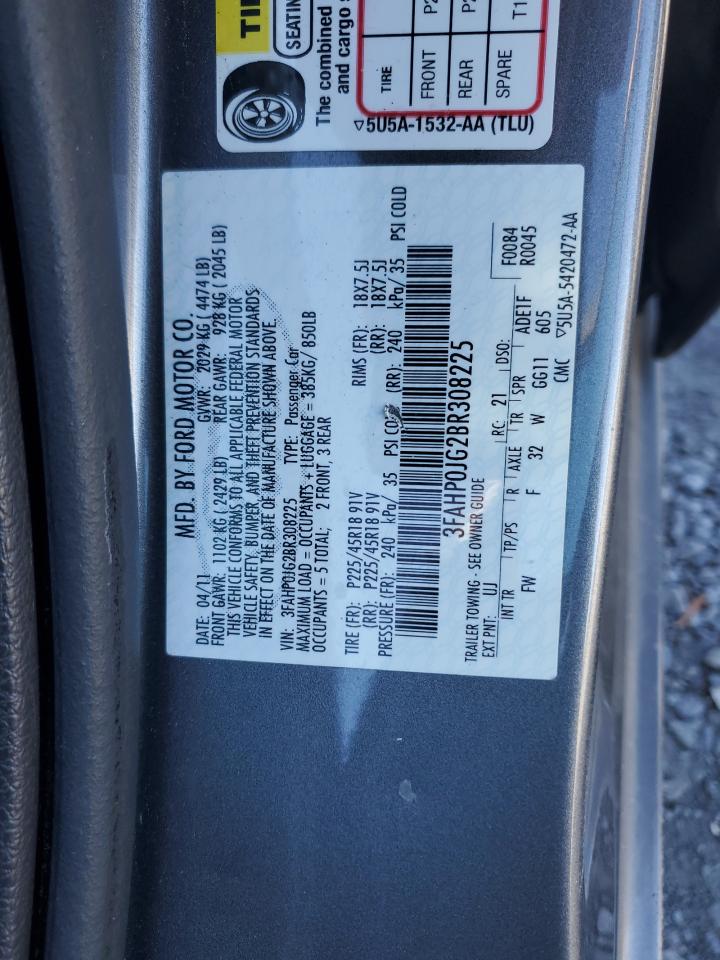 TI
SEATING
The combined
and cargo s
TIRE
FRONT P2
REAR P2
SPARE T1
▽5U5A-1532-AA (TLU)
MFD. BY FORD MOTOR CO.
DATE: 04/11 GVWR: 2029 KG ( 4474 LB)
FRONT GAWR: 1102 KG ( 2429 LB) REAR GAWR: 928 KG ( 2045 LB)
THIS VEHICLE CONFORMS TO ALL APPLICABLE FEDERAL MOTOR
VEHICLE SAFETY, BUMPER, AND THEFT PREVENTION STANDARDS
IN EFFECT ON THE DATE OF MANUFACTURE SHOWN ABOVE
VIN: 3FAHP0JG2BR308225 TYPE: Passenger Car
MAXIMUM LOAD = OCCUPANTS + LUGGAGE = 385KG/ 850LB
OCCUPANTS = 5 TOTAL; 2 FRONT, 3 REAR
TIRE (FR): P225/45R18 91V RIMS (FR): 18X7.5J
(RR): P225/45R18 91V (RR): 18X7.5J
PRESSURE (FR): 240 kPa/ 35 PSI COLD (RR): 240 kPa/ 35 PSI COLD
3FAHP0JG2BR308225
TRAILER TOWING - SEE OWNER GUIDE
EXT PNT: UJ RC: 21 DSO: F0084
R0045
INT TR TP/PS R AXLE TR SPR ADE1F
FW F 32 W GG11 605
CMC ▽5U5A-5420472-AA